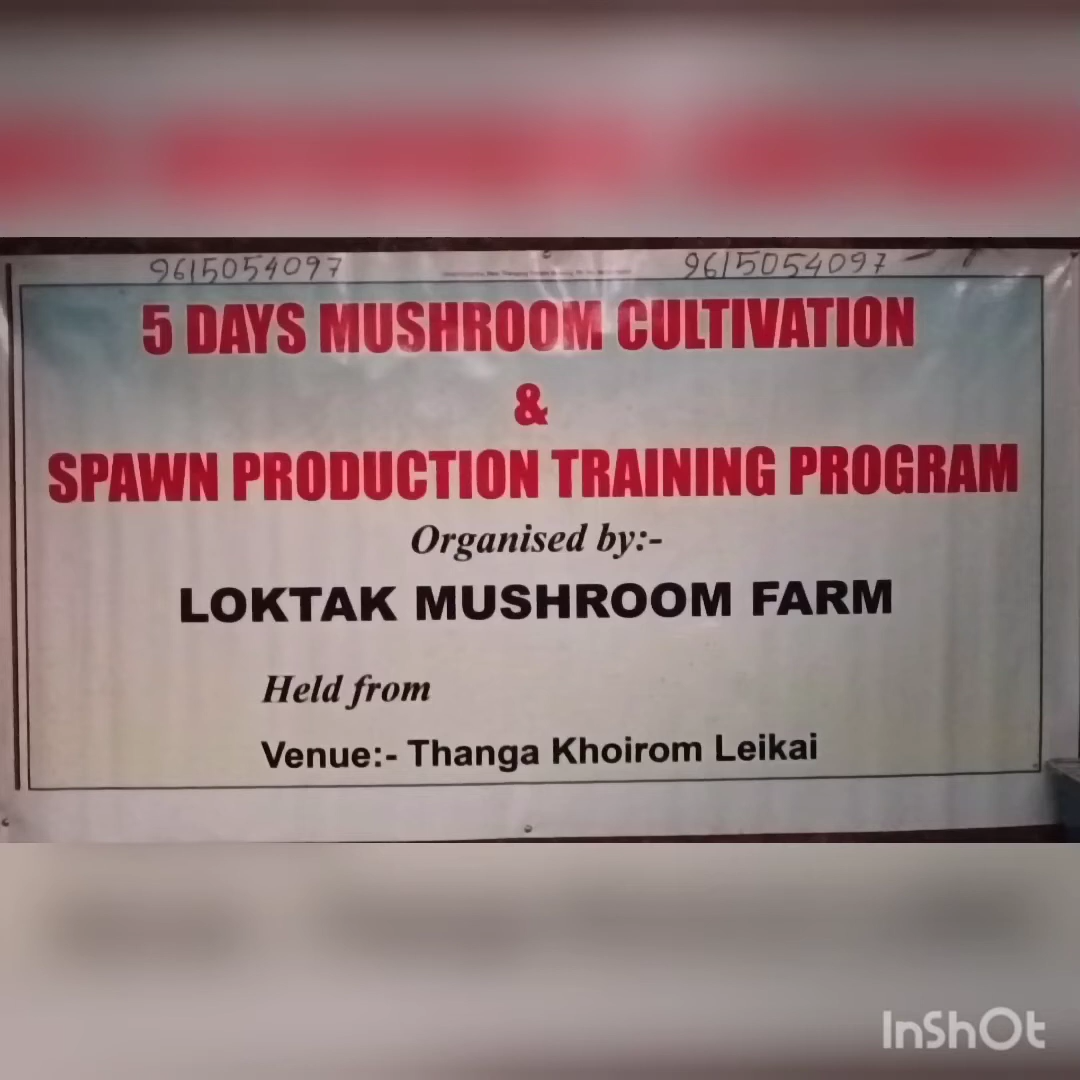 9615054097 9615054097
5 DAYS MUSHROOM CULTIVATION
&
SPAWN PRODUCTION TRAINING PROGRAM
Organised by:-
LOKTAK MUSHROOM FARM
Held from
Venue:- Thanga Khoirom Leikai
InShOt